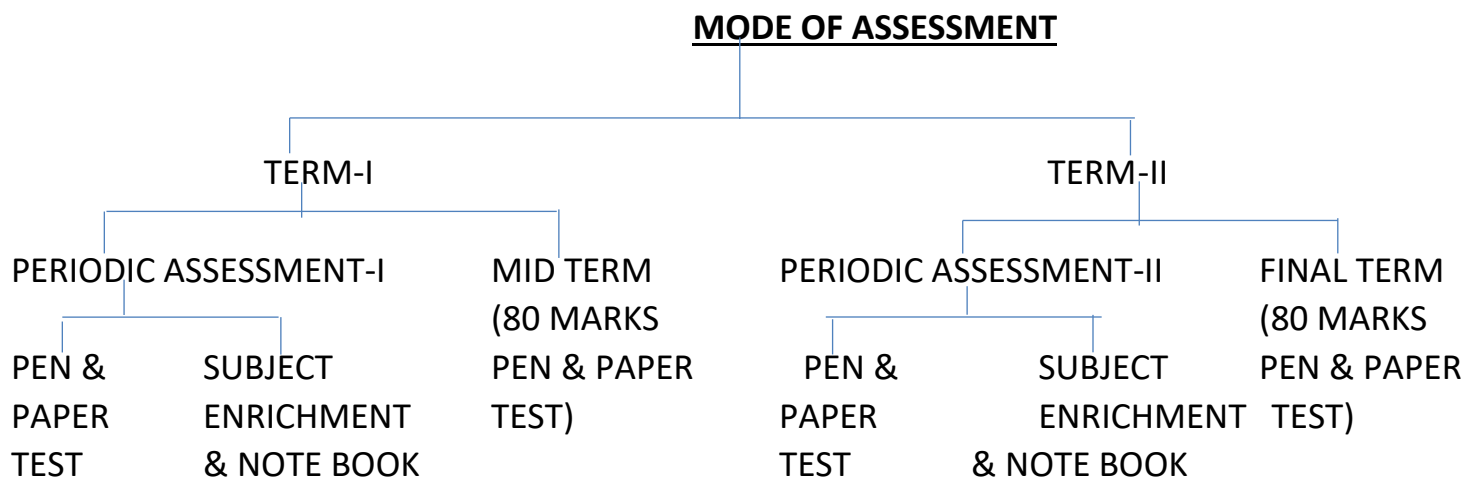 MODE OF ASSESSMENT
TERM-I TERM-II
PERIODIC ASSESSMENT-I MID TERM PERIODIC ASSESSMENT-II FINAL TERM
(80 MARKS (80 MARKS
PEN & SUBJECT PEN & PAPER PEN & SUBJECT PEN & PAPER
PAPER ENRICHMENT TEST) PAPER ENRICHMENT TEST)
TEST & NOTE BOOK TEST & NOTE BOOK